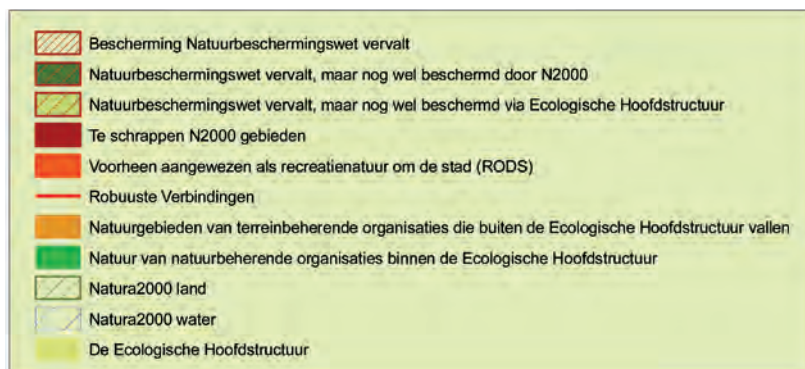 Bescherming Natuurbeschermingswet vervalt
Natuurbeschermingswet vervalt, maar nog wel beschermd door N2000
Natuurbeschermingswet vervalt, maar nog wel beschermd via Ecologische Hoofdstructuur
Te schrappen N2000 gebieden
Voorheen aangewezen als recreatienatuur om de stad (RODS)
Robuuste Verbindingen
Natuurgebieden van terreinbeherende organisaties die buiten de Ecologische Hoofdstructuur vallen
Natuur van natuurbeherende organisaties binnen de Ecologische Hoofdstructuur
Natura2000 land
Natura2000 water
De Ecologische Hoofdstructuur